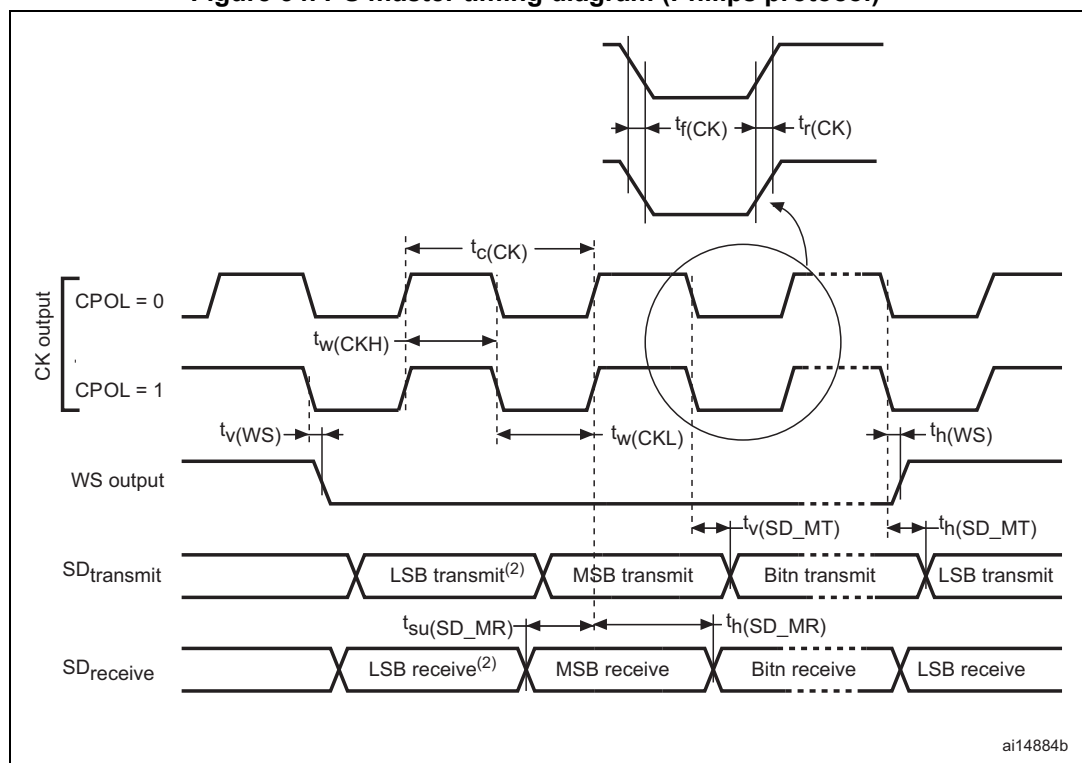 Figure master timing diagram (Philips protocol)
tf(CK)
tr(CK)
tc(CK)
CK output
CPOL = 0
tw(CKH)
CPOL = 1
tv(WS)
tw(CKL)
th(WS)
WS output
tv(SD_MT)
th(SD_MT)
SDtransmit
LSB transmit(2)
MSB transmit
Bitn transmit
LSB transmit
tsu(SD_MR)
th(SD_MR)
SDreceive
LSB receive(2)
MSB receive
Bitn receive
LSB receive
ai14884b